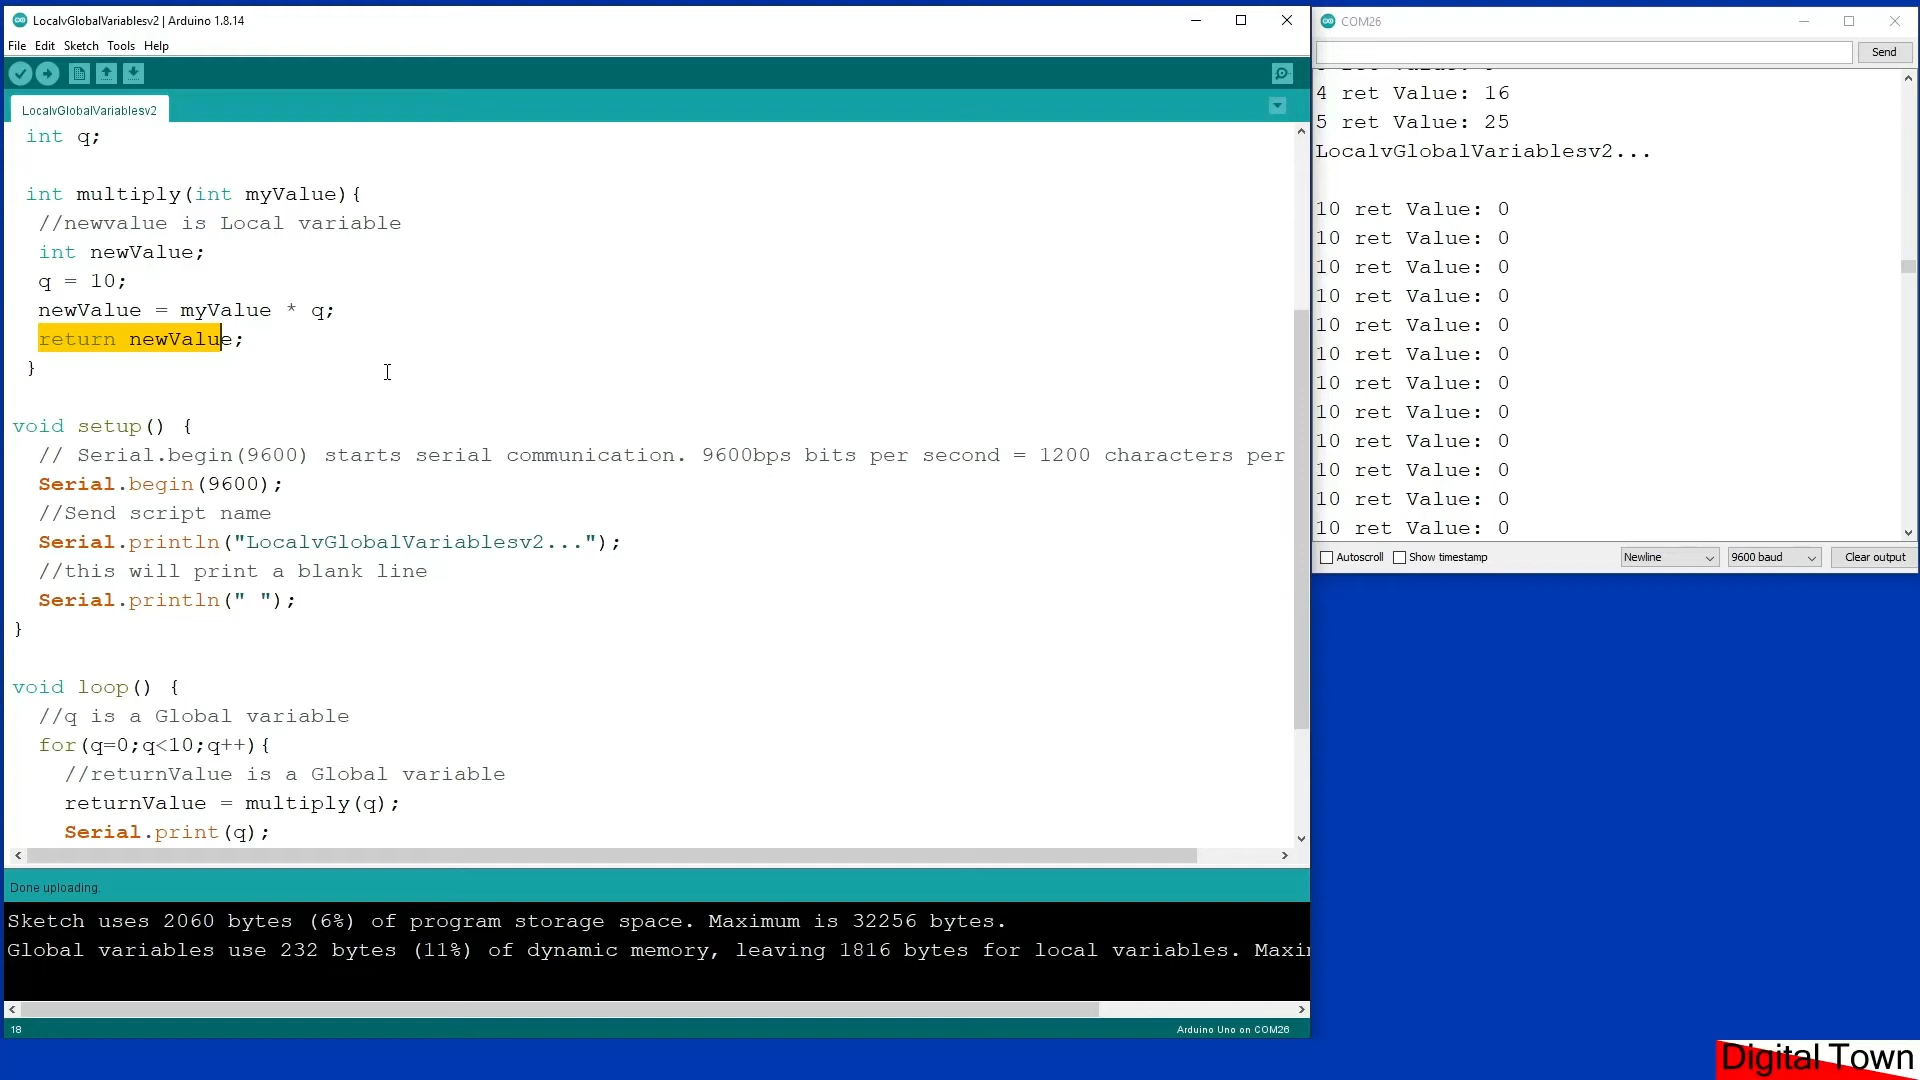 LocalvGlobalVariablesv2 | Arduino 1.8.14
File Edit Sketch Tools Help
LocalvGlobalVariablesv2
int q;
int multiply(int myValue){
//newvalue is Local variable
int newValue;
q = 10;
newValue = myValue * q;
return newValue;
}
void setup() {
// Serial.begin(9600) starts serial communication. 9600bps bits per second = 1200 characters per
Serial.begin(9600);
//Send script name
Serial.println("LocalvGlobalVariablesv2...");
//this will print a blank line
Serial.println(" ");
}
void loop() {
//q is a Global variable
for(q=0;q<10;q++){
//returnValue is a Global variable
returnValue = multiply(q);
Serial.print(q);
Done uploading.
Sketch uses 2060 bytes (6%) of program storage space. Maximum is 32256 bytes.
Global variables use 232 bytes (11%) of dynamic memory, leaving 1816 bytes for local variables. Maxi
18
Arduino Uno on COM26
COM26
Send
4 ret Value: 16
5 ret Value: 25
LocalvGlobalVariablesv2...
10 ret Value: 0
10 ret Value: 0
10 ret Value: 0
10 ret Value: 0
10 ret Value: 0
10 ret Value: 0
10 ret Value: 0
10 ret Value: 0
10 ret Value: 0
10 ret Value: 0
10 ret Value: 0
10 ret Value: 0
Autoscroll Show timestamp Newline 9600 baud Clear output
Digital Town